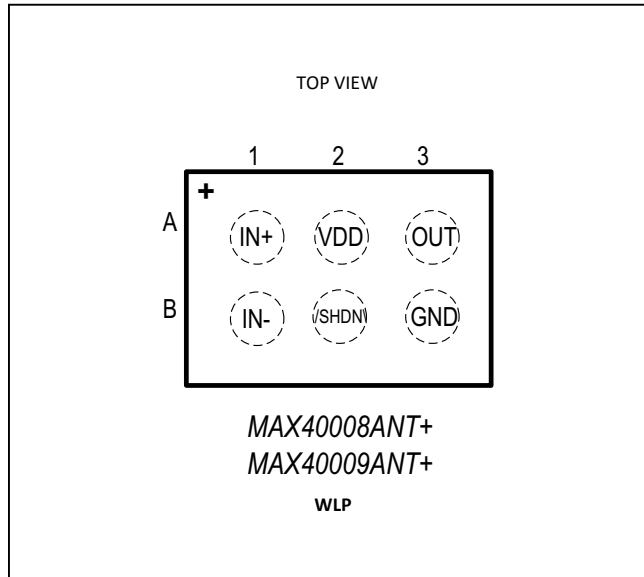 TOP VIEW
1 2 3
+
A IN+ VDD OUT
B IN- /SHDN\ GND
MAX40008ANT+
MAX40009ANT+
WLP